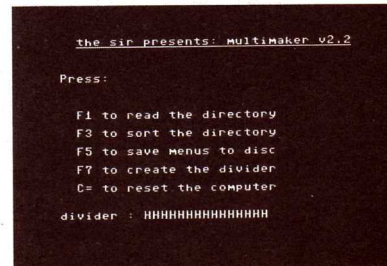 the sir presents: multimaker v2.2
Press:
F1 to read the directory
F3 to sort the directory
F5 to save menus to disc
F7 to create the divider
C= to reset the computer
divider : HHHHHHHHHHHHHHH